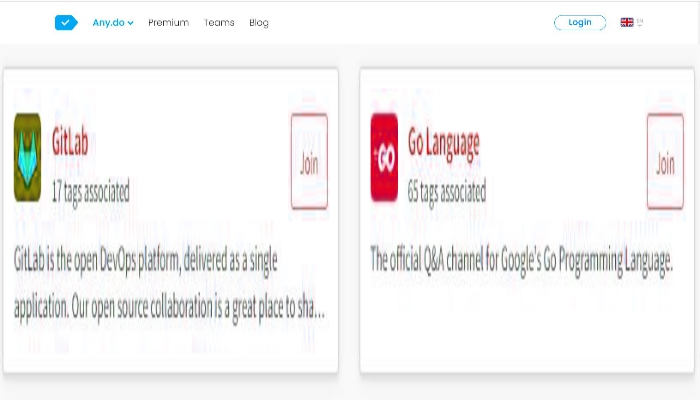 Any.do Premium Teams Blog Login EN
GitLab
17 tags associated
Join
GitLab is the open DevOps platform, delivered as a single
application. Our open source collaboration is a great place to sha...
GO
Go Language
65 tags associated
Join
The official Q&A channel for Google's Go Programming Language.